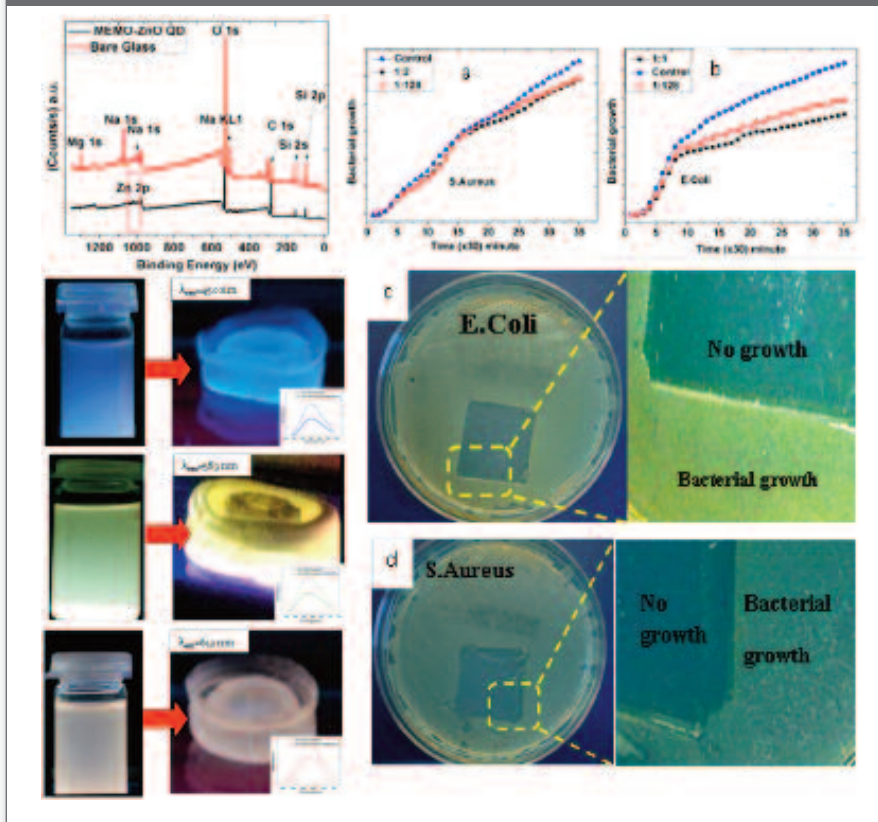 MEMO-ZnO QD
Bare Glass
O 1s
Na 1s
Na 1s
Na KL1
C 1s
Si 2p
Si 2s
Mg 1s
Zn 2p
(Counts/s) a.u.
1200 1000 800 600 400 200 0
Binding Energy (eV)
a
Control
1:2
1:128
S.Aureus
Bacterial growth
0 5 10 15 20 25 30 35
Time (x30) minute
b
1:1
Control
1:128
E.Coli
Bacterial growth
0 5 10 15 20 25 30 35
Time (x30) minute
c
E.Coli
No growth
Bacterial growth
d
S.Aureus
No
growth
Bacterial
growth